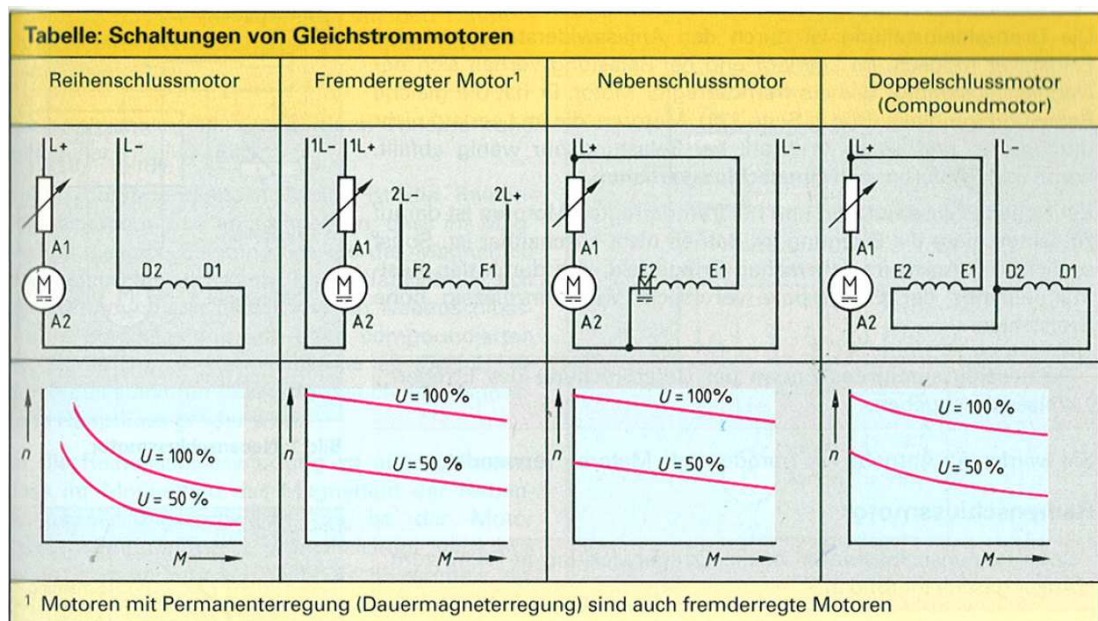 Tabelle: Schaltungen von Gleichstrommotoren
Reihenschlussmotor
Fremderregter Motor¹
Nebenschlussmotor
Doppelschlussmotor
(Compoundmotor)
L+ L-
A1
D2 D1
M
A2
1L- 1L+
2L- 2L+
A1
F2 F1
M
A2
L+ L-
A1
E2 E1
M
M
A2
L+ L-
A1
E2 E1 D2 D1
M
A2
n
U = 100 %
U = 50 %
M
n
U = 100 %
U = 50 %
M
n
U = 100 %
U = 50 %
M
n
U = 100 %
U = 50 %
M
¹ Motoren mit Permanenterregung (Dauermagneterregung) sind auch fremderregte Motoren